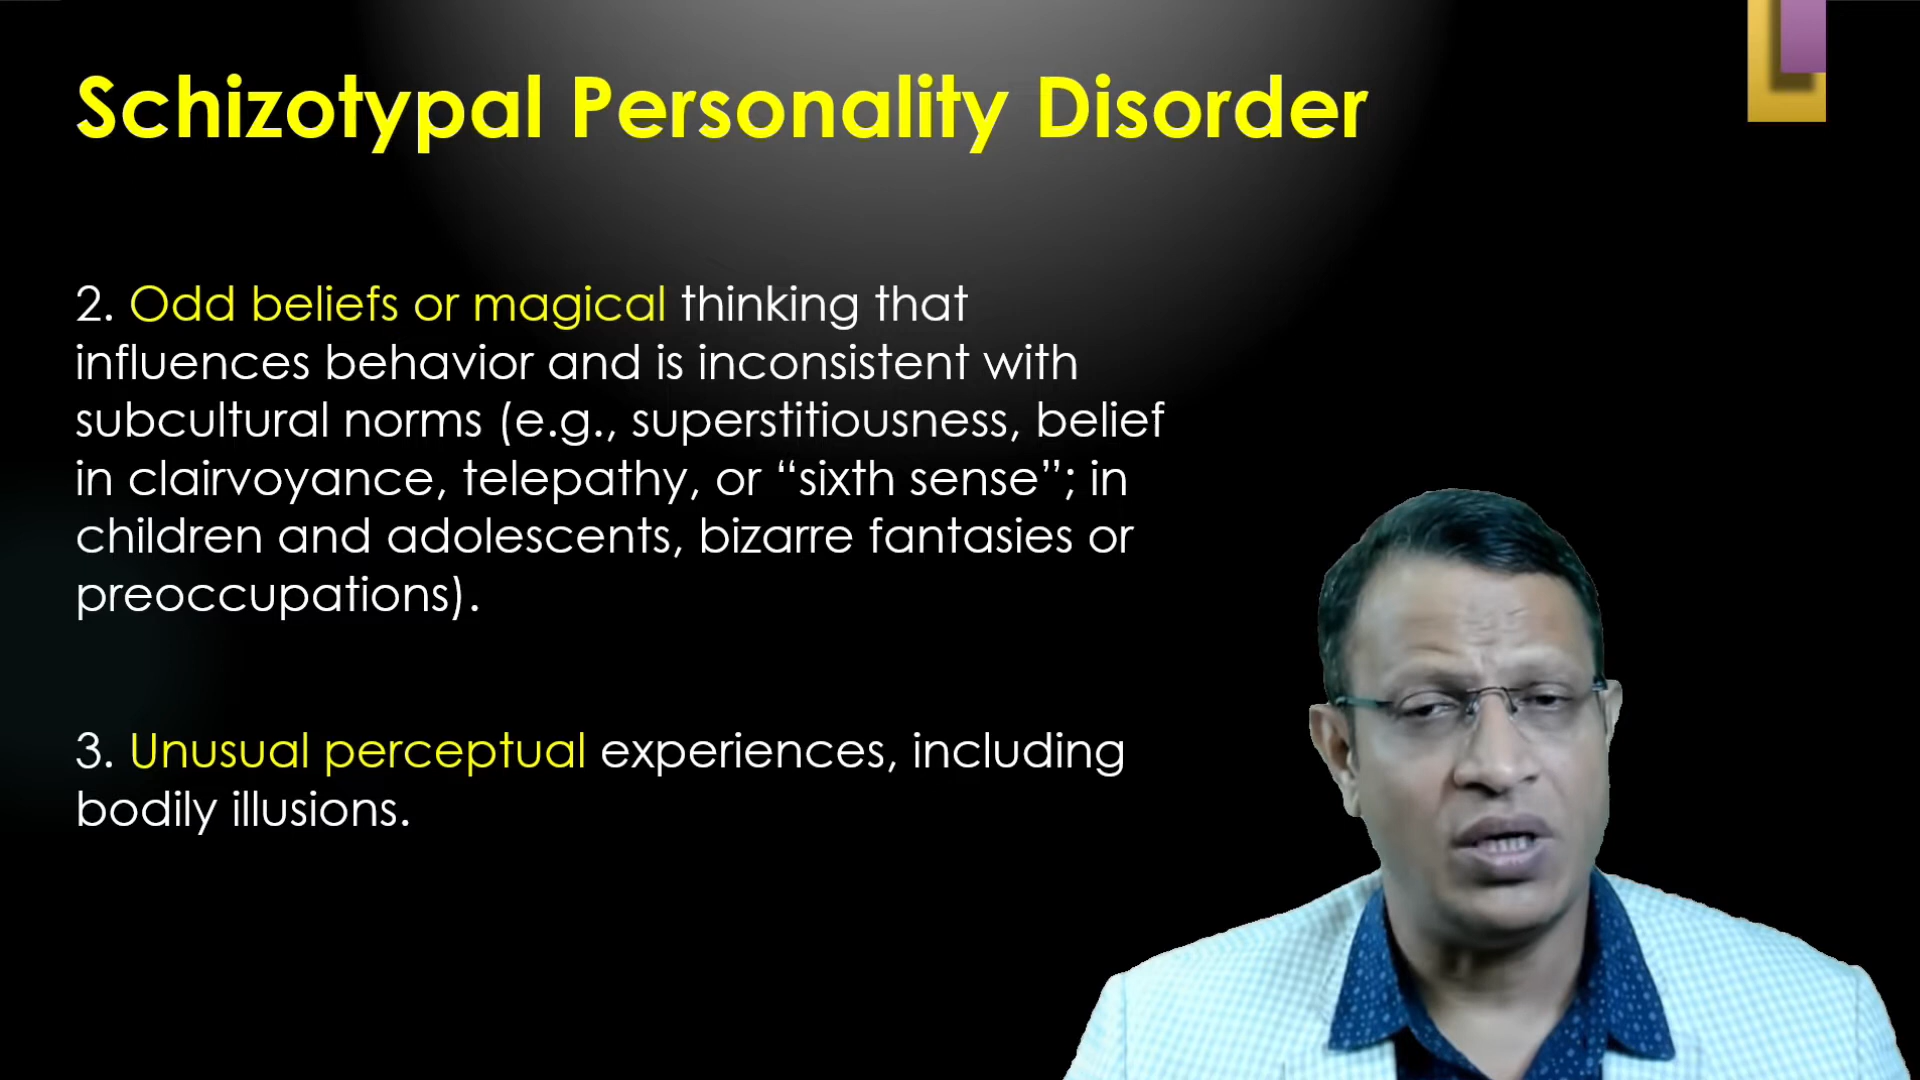 Schizotypal Personality Disorder
2. Odd beliefs or magical thinking that
influences behavior and is inconsistent with
subcultural norms (e.g., superstitiousness, belief
in clairvoyance, telepathy, or “sixth sense”; in
children and adolescents, bizarre fantasies or
preoccupations).
3. Unusual perceptual experiences, including
bodily illusions.